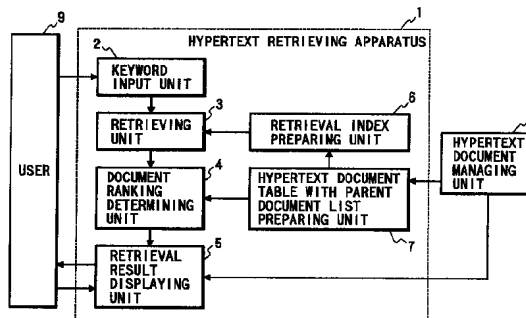 9
1
HYPERTEXT RETRIEVING APPARATUS
2
KEYWORD
INPUT UNIT
3
RETRIEVING
UNIT
6
RETRIEVAL INDEX
PREPARING UNIT
HYPERTEXT
DOCUMENT
MANAGING
UNIT
USER
4
DOCUMENT
RANKING
DETERMINING
UNIT
HYPERTEXT DOCUMENT
TABLE WITH PARENT
DOCUMENT LIST
PREPARING UNIT
7
5
RETRIEVAL
RESULT
DISPLAYING
UNIT